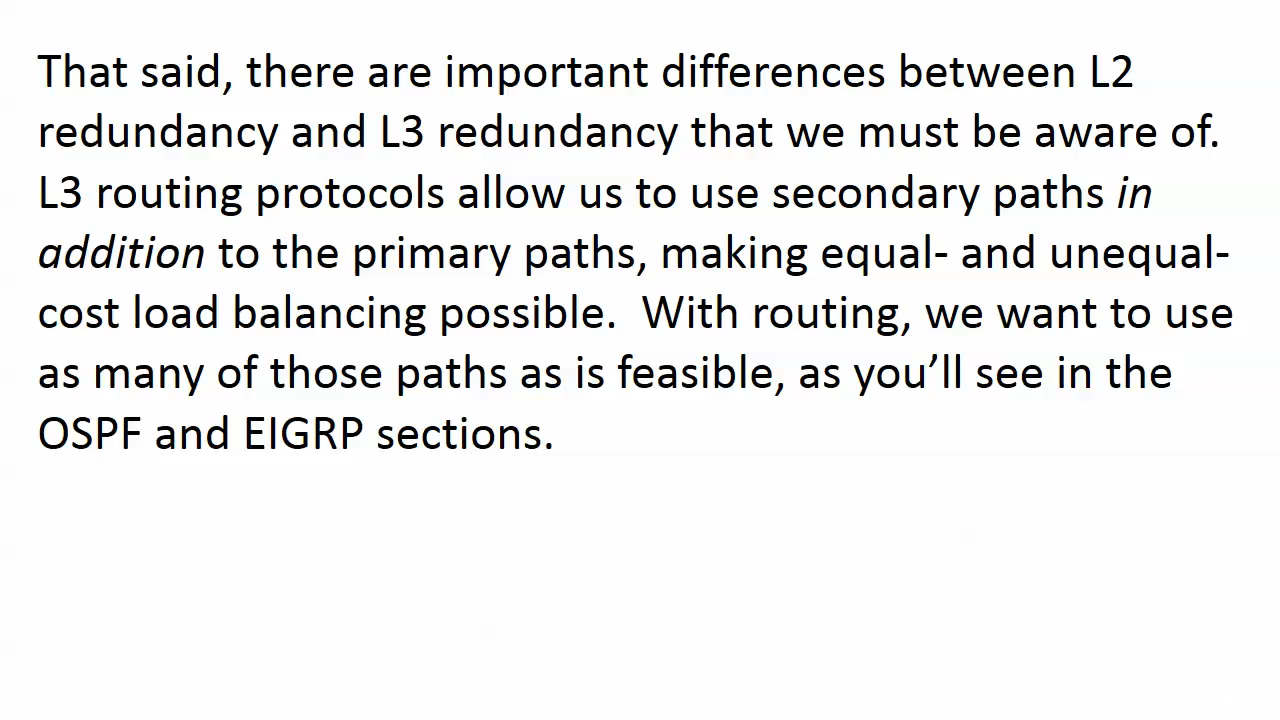 That said, there are important differences between L2
redundancy and L3 redundancy that we must be aware of.
L3 routing protocols allow us to use secondary paths in
addition to the primary paths, making equal- and unequal-
cost load balancing possible.  With routing, we want to use
as many of those paths as is feasible, as you’ll see in the
OSPF and EIGRP sections.